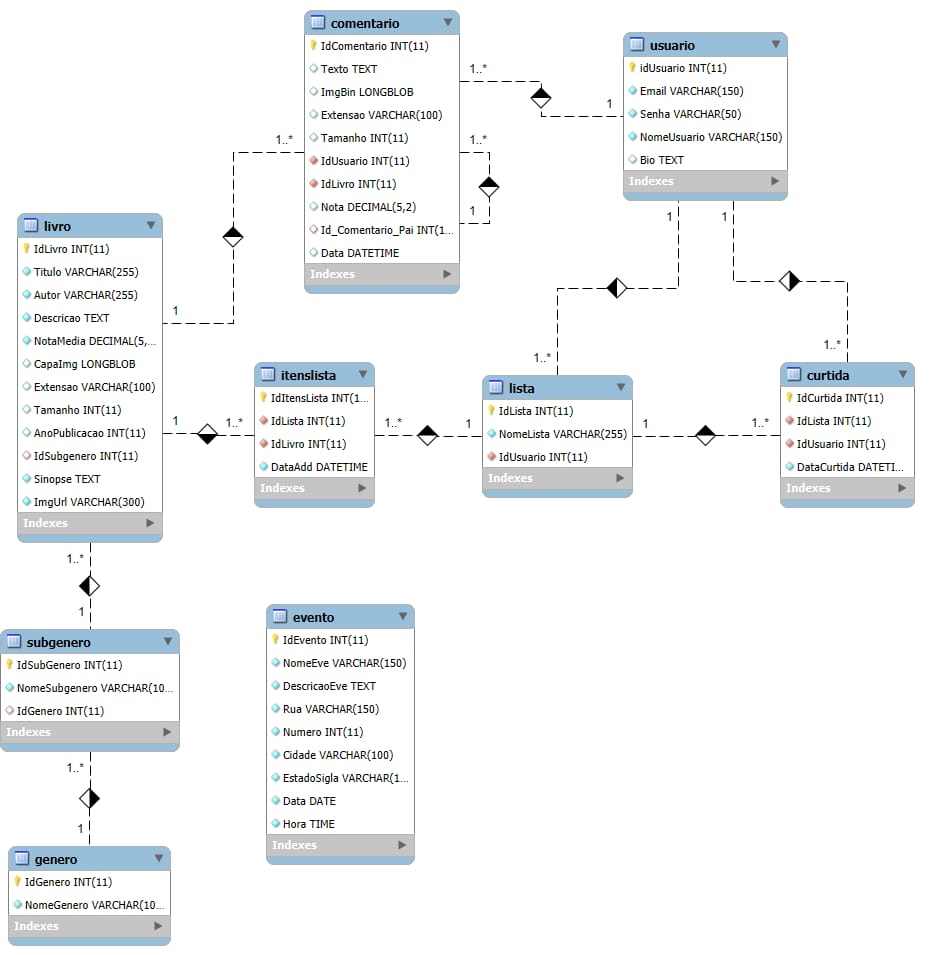 comentario
IdComentario INT(11)
Texto TEXT
ImgBin LONGBLOB
Extensao VARCHAR(100)
Tamanho INT(11)
IdUsuario INT(11)
IdLivro INT(11)
Nota DECIMAL(5,2)
Id_Comentario_Pai INT(1...
Data DATETIME
Indexes
1..*
1
1..*
1
1..*
1
usuario
idUsuario INT(11)
Email VARCHAR(150)
Senha VARCHAR(50)
NomeUsuario VARCHAR(150)
Bio TEXT
Indexes
1
1
1..*
1..*
livro
IdLivro INT(11)
Titulo VARCHAR(255)
Autor VARCHAR(255)
Descricao TEXT
NotaMedia DECIMAL(5,...
CapaImg LONGBLOB
Extensao VARCHAR(100)
Tamanho INT(11)
AnoPublicacao INT(11)
IdSubgenero INT(11)
Sinopse TEXT
ImgUrl VARCHAR(300)
Indexes
1
1..*
itenslista
IdItensLista INT(1...
IdLista INT(11)
IdLivro INT(11)
DataAdd DATETIME
Indexes
1..*
1
lista
IdLista INT(11)
NomeLista VARCHAR(255)
IdUsuario INT(11)
Indexes
1
1..*
curtida
IdCurtida INT(11)
IdLista INT(11)
IdUsuario INT(11)
DataCurtida DATETI...
Indexes
1..*
1
subgenero
IdSubGenero INT(11)
NomeSubgenero VARCHAR(10...
IdGenero INT(11)
Indexes
1..*
1
genero
IdGenero INT(11)
NomeGenero VARCHAR(10...
Indexes
evento
IdEvento INT(11)
NomeEve VARCHAR(150)
DescricaoEve TEXT
Rua VARCHAR(150)
Numero INT(11)
Cidade VARCHAR(100)
EstadoSigla VARCHAR(1...
Data DATE
Hora TIME
Indexes